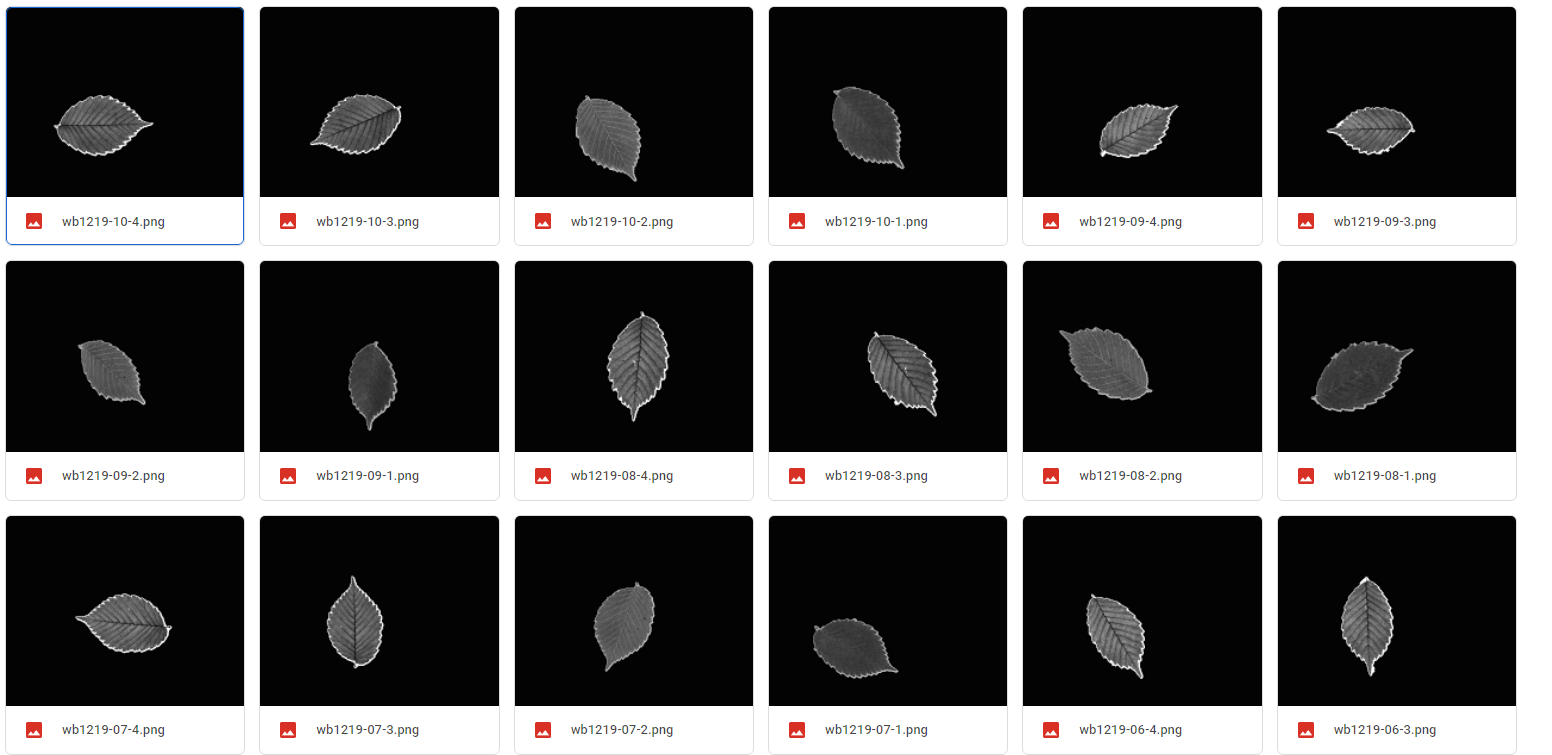 wb1219-10-4.png
wb1219-10-3.png
wb1219-10-2.png
wb1219-10-1.png
wb1219-09-4.png
wb1219-09-3.png
wb1219-09-2.png
wb1219-09-1.png
wb1219-08-4.png
wb1219-08-3.png
wb1219-08-2.png
wb1219-08-1.png
wb1219-07-4.png
wb1219-07-3.png
wb1219-07-2.png
wb1219-07-1.png
wb1219-06-4.png
wb1219-06-3.png